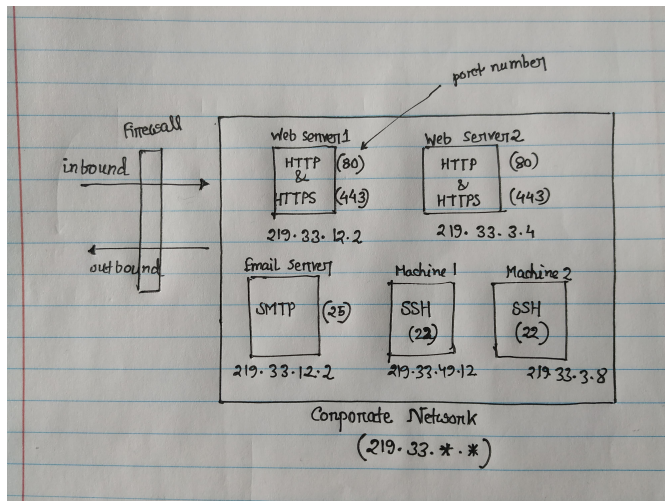 port number
Firewall
inbound
outbound
Web server1
HTTP (80)
&
HTTPS (443)
219.33.12.2
Web server2
HTTP (80)
&
HTTPS (443)
219.33.3.4
Email Server
SMTP (25)
219.33.12.2
Machine 1
SSH
(22)
219.33.49.12
Machine 2
SSH
(22)
219.33.3.8
Corporate Network
(219.33.*.*)